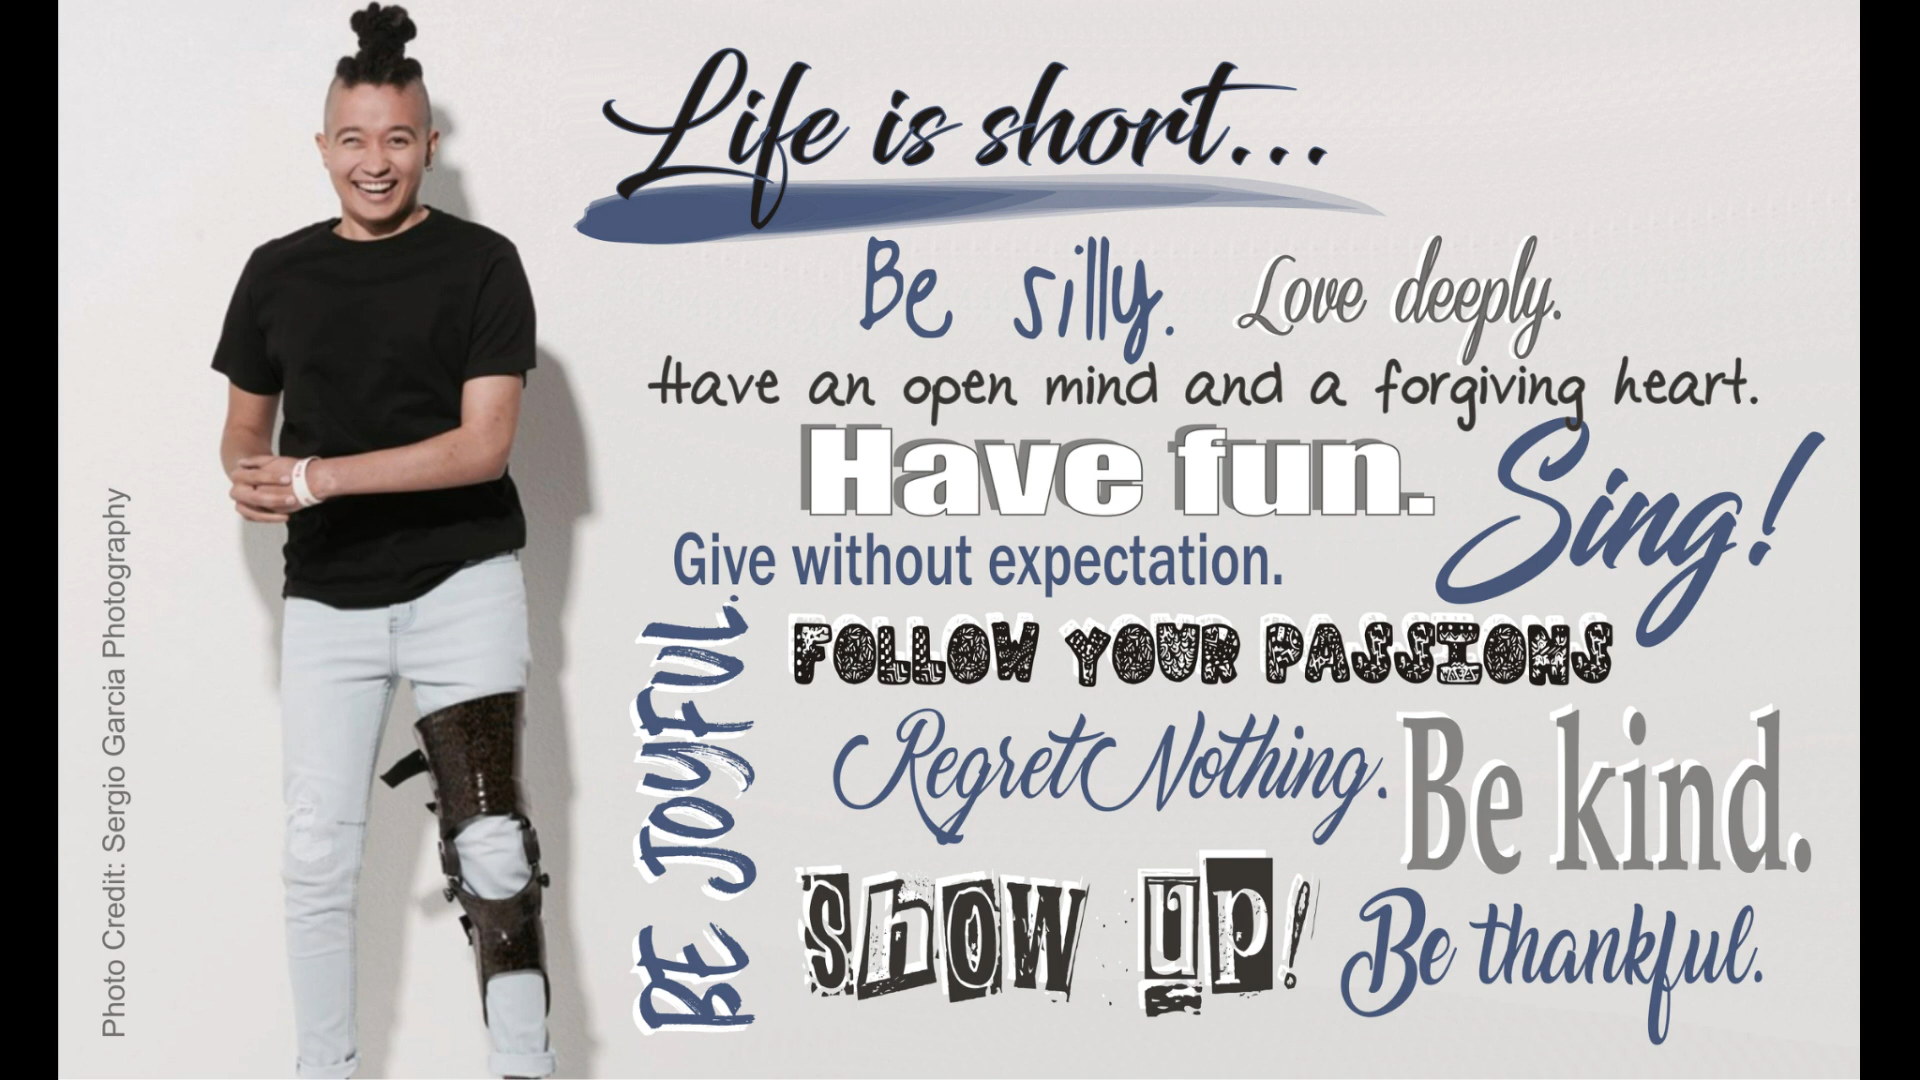 Life is short...
Be silly. Love deeply.
Have an open mind and a forgiving heart.
Have fun. Sing!
Give without expectation.
BE JOYFUL.
FOLLOW YOUR PASSIONS
Regret Nothing. Be kind.
Show up! Be thankful.
Photo Credit: Sergio Garcia Photography